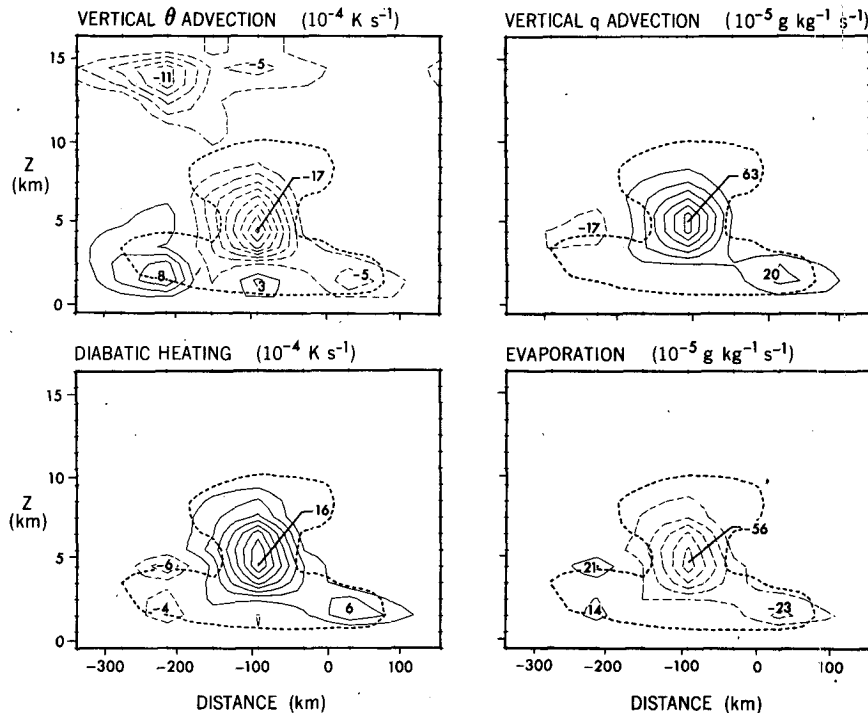 VERTICAL θ ADVECTION (10⁻⁴ K s⁻¹)
VERTICAL q ADVECTION (10⁻⁵ g kg⁻¹ s⁻¹)
15
10
5
0
Z
(km)
-11
-5
-17
8
3
-5
-17
63
20
DIABATIC HEATING (10⁻⁴ K s⁻¹)
EVAPORATION (10⁻⁵ g kg⁻¹ s⁻¹)
15
10
5
0
Z
(km)
-6
-4
16
6
21
14
-56
-23
-300 -200 -100 0 100
DISTANCE (km)
-300 -200 -100 0 100
DISTANCE (km)